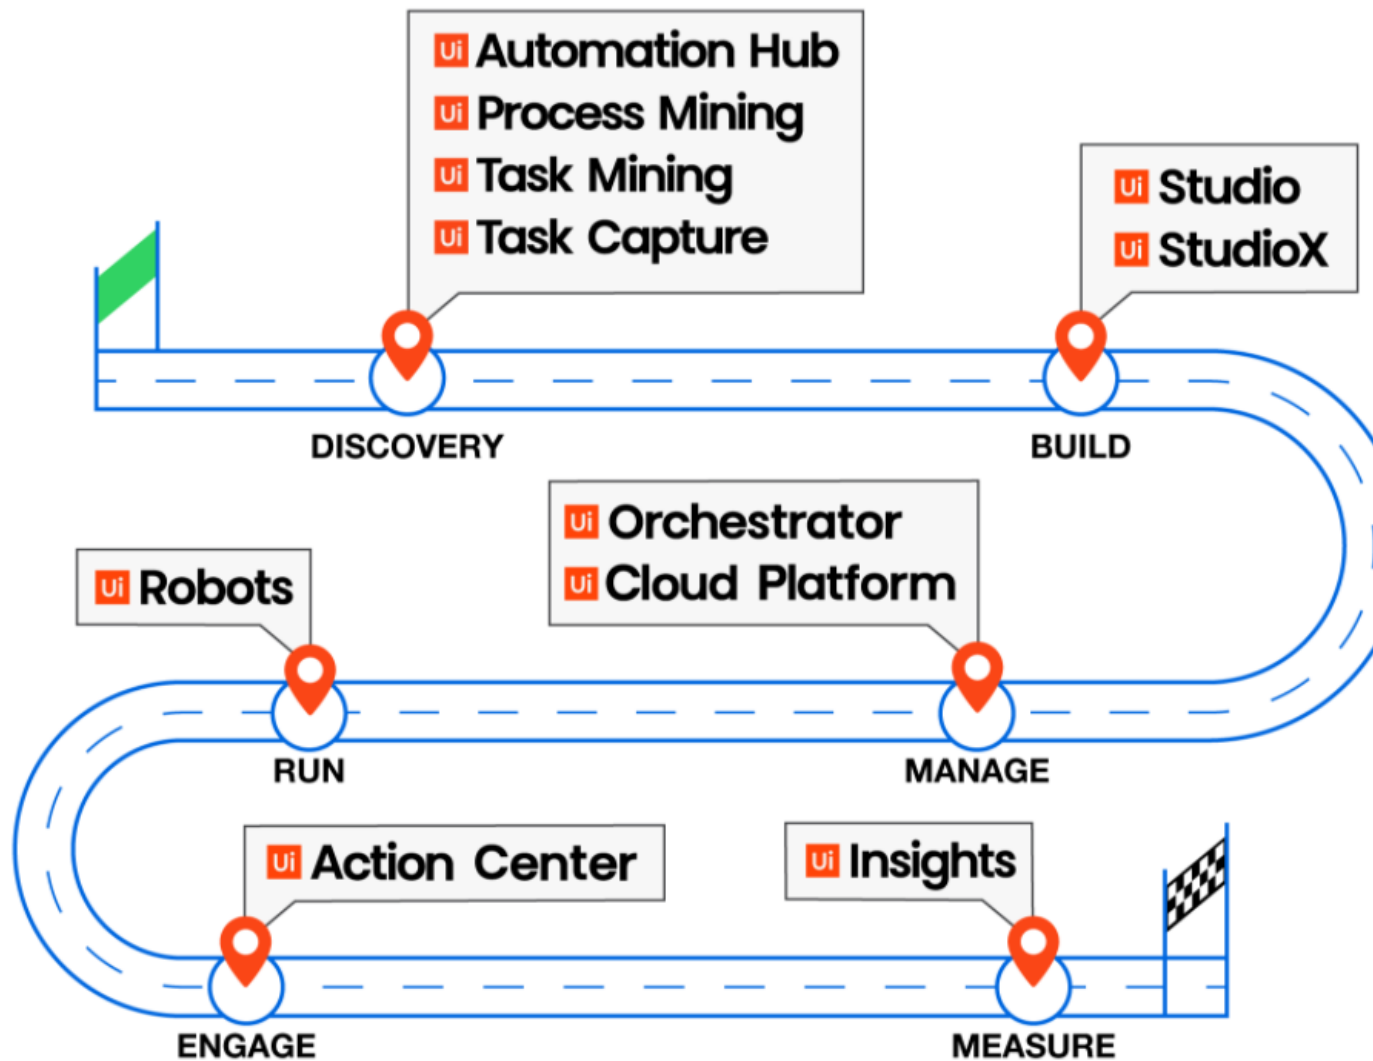 Ui Automation Hub
Ui Process Mining
Ui Task Mining
Ui Task Capture
Ui Studio
Ui StudioX
DISCOVERY
BUILD
Ui Orchestrator
Ui Cloud Platform
Ui Robots
RUN
MANAGE
Ui Action Center
Ui Insights
ENGAGE
MEASURE